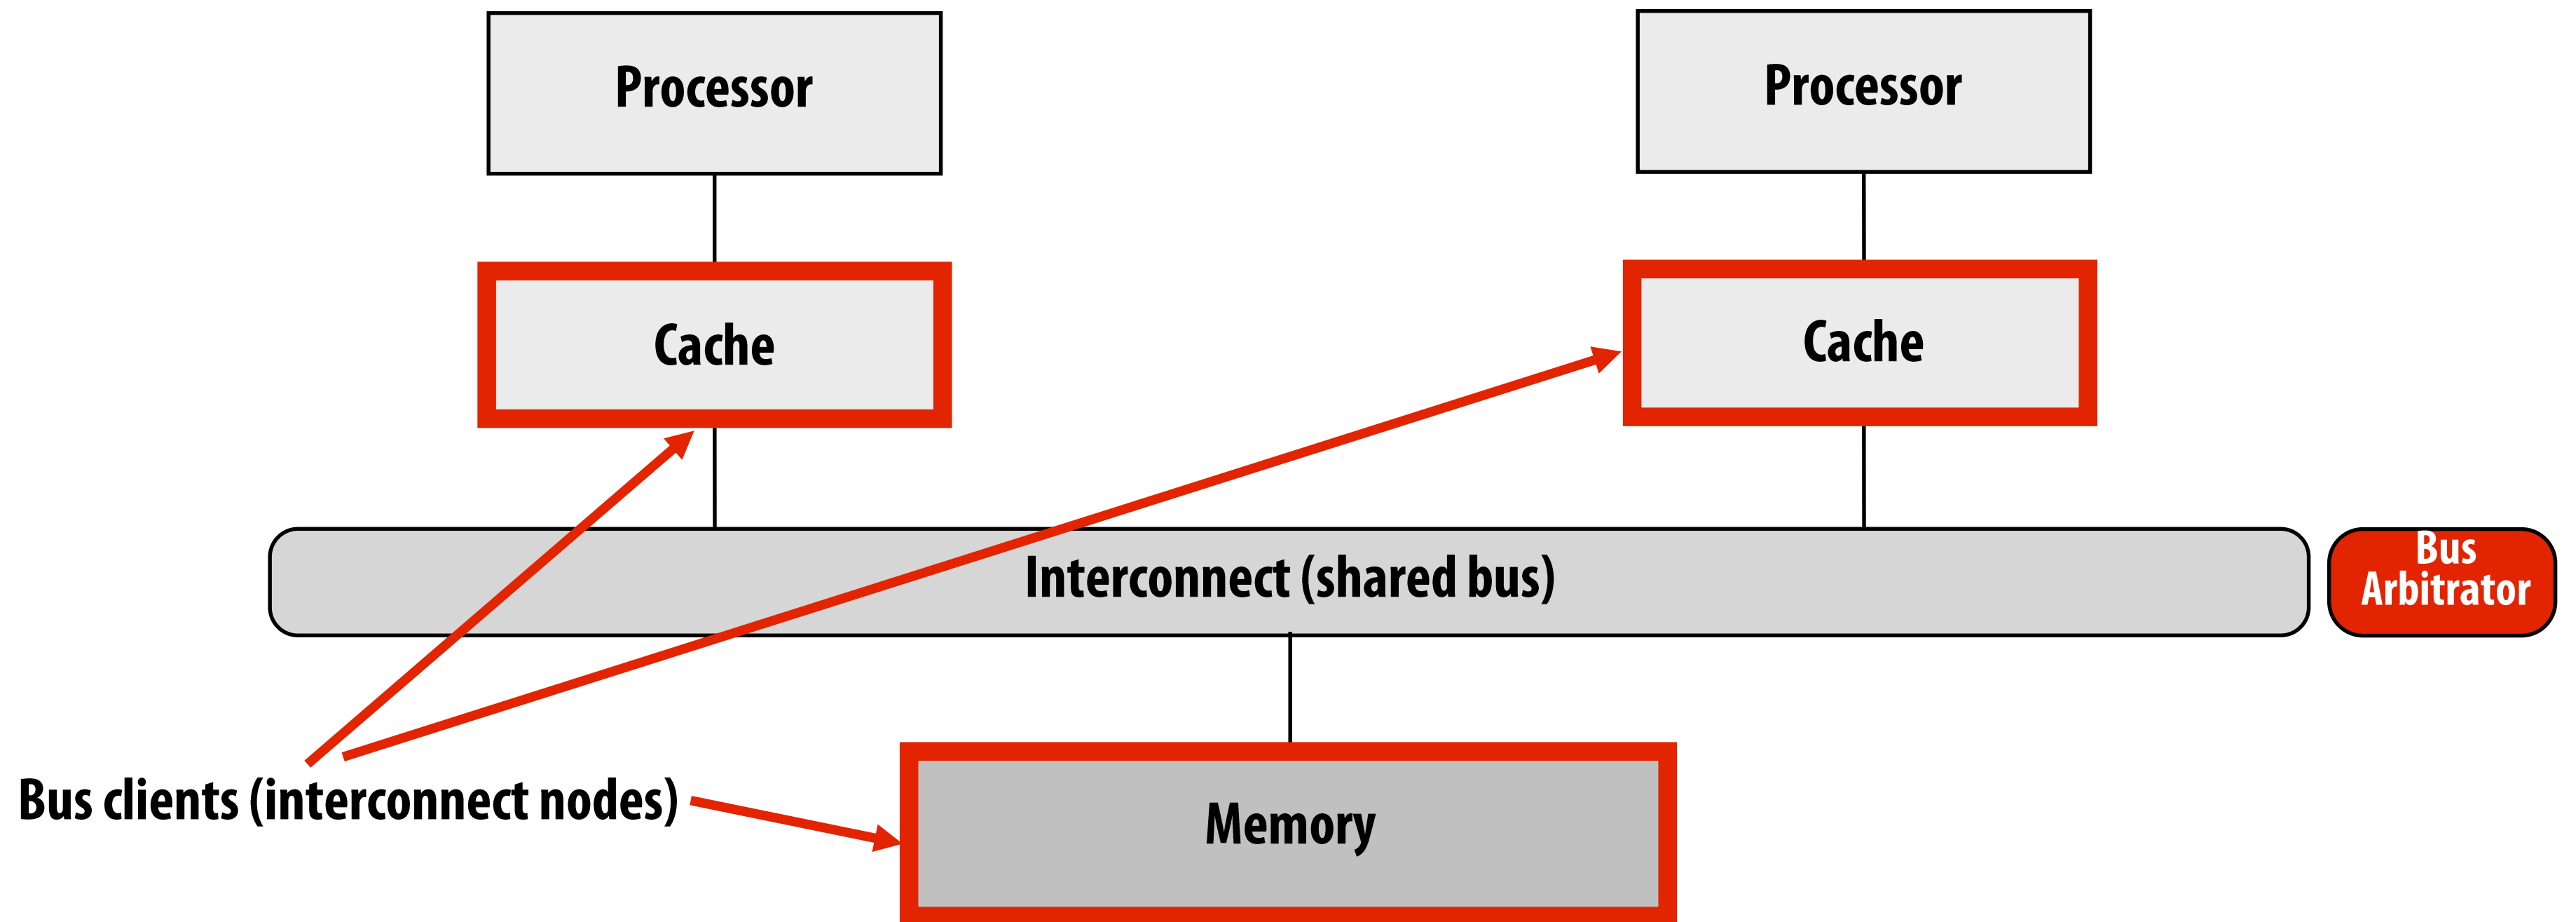 Processor
Processor
Cache
Cache
Interconnect (shared bus)
Bus
Arbitrator
Bus clients (interconnect nodes)
Memory